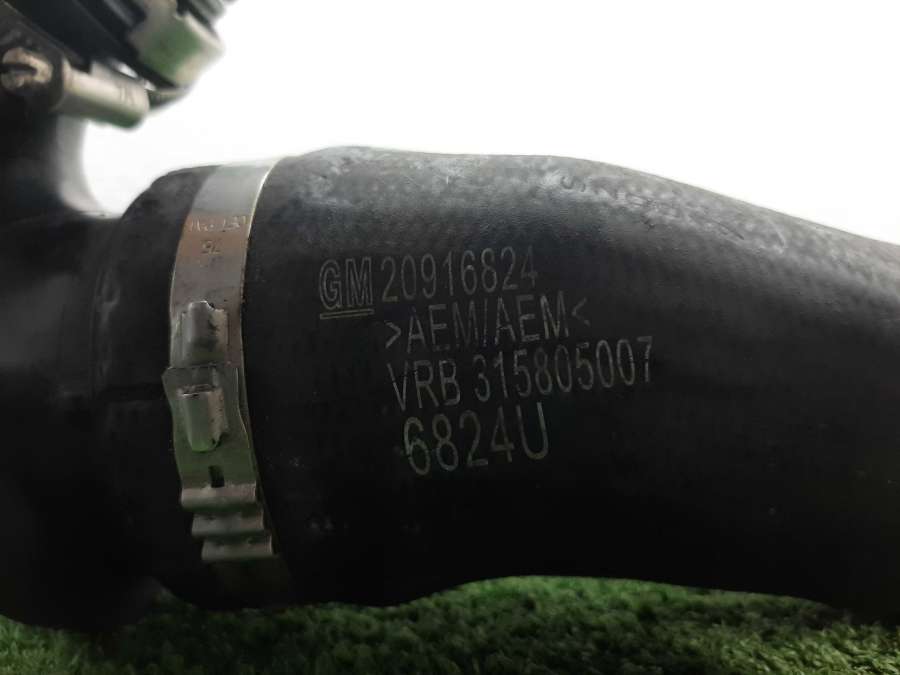 GM 20916824
>AEM/AEM<
VRB 315805007
6824U